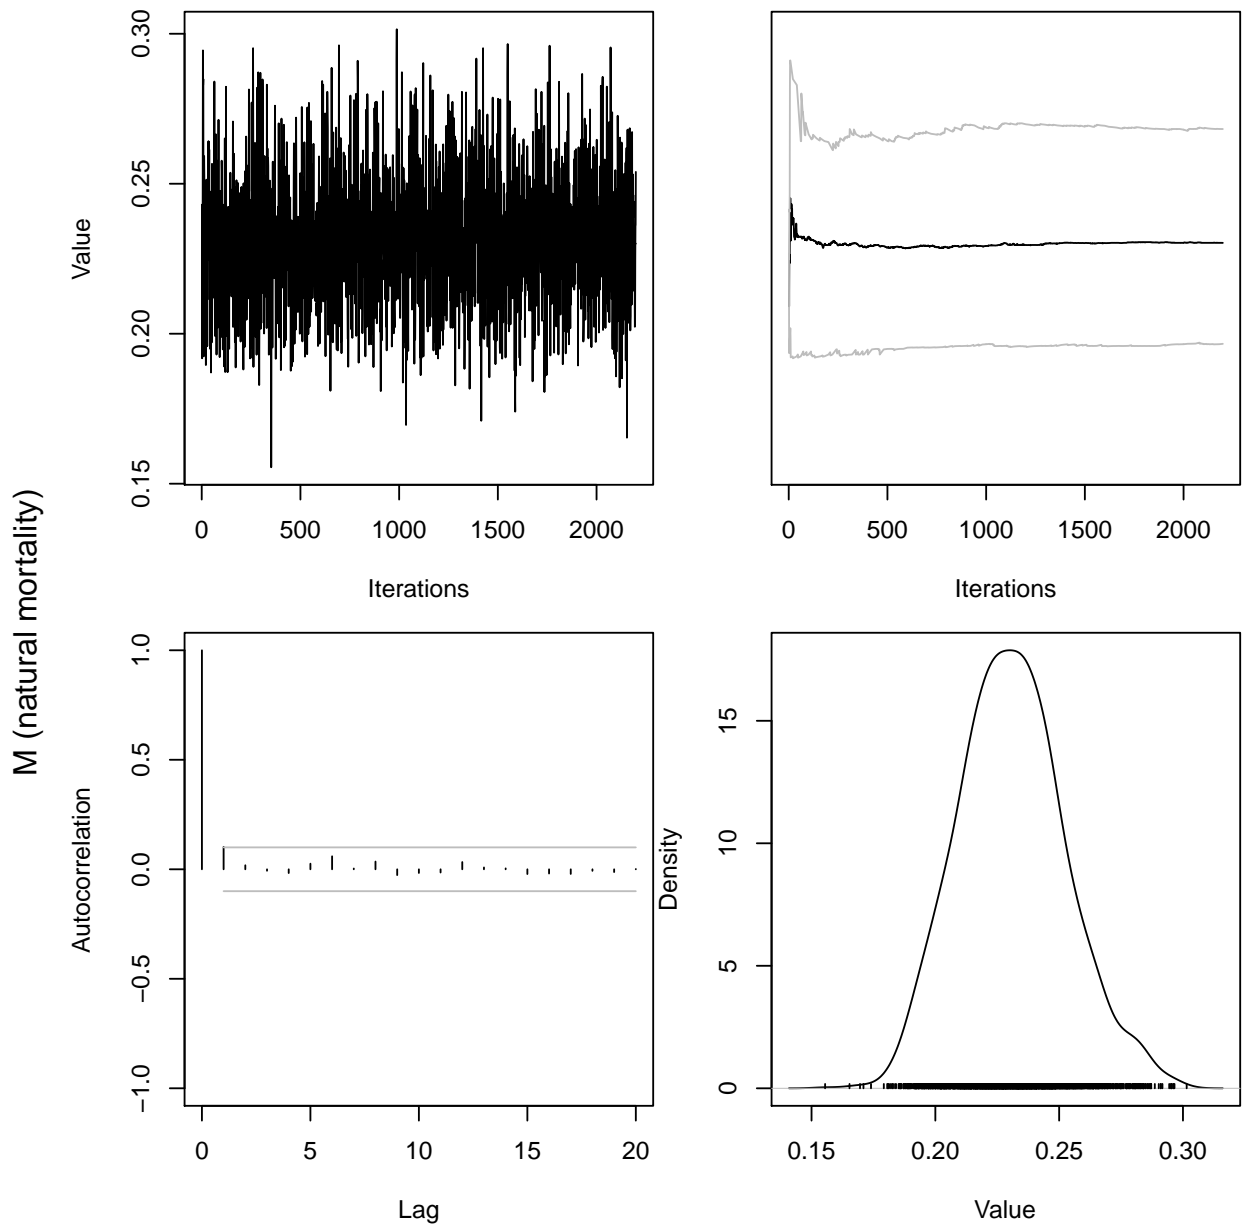 M (natural mortality)
Value
0.30
0.25
0.20
0.15
0 500 1000 1500 2000
Iterations
0 500 1000 1500 2000
Iterations
Autocorrelation
1.0
0.5
0.0
−0.5
−1.0
0 5 10 15 20
Lag
Density
15
10
5
0
0.15 0.20 0.25 0.30
Value